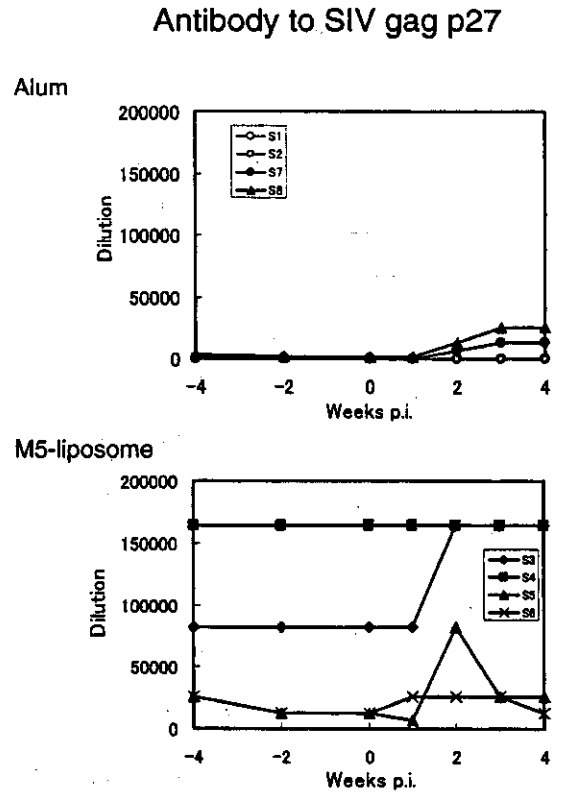 Antibody to SIV gag p27
Alum
200000
150000
100000
50000
0
Dilution
S1
S2
S7
S8
-4 -2 0 2 4
Weeks p.i.
M5-liposome
200000
150000
100000
50000
0
Dilution
S3
S4
S5
S6
-4 -2 0 2 4
Weeks p.i.